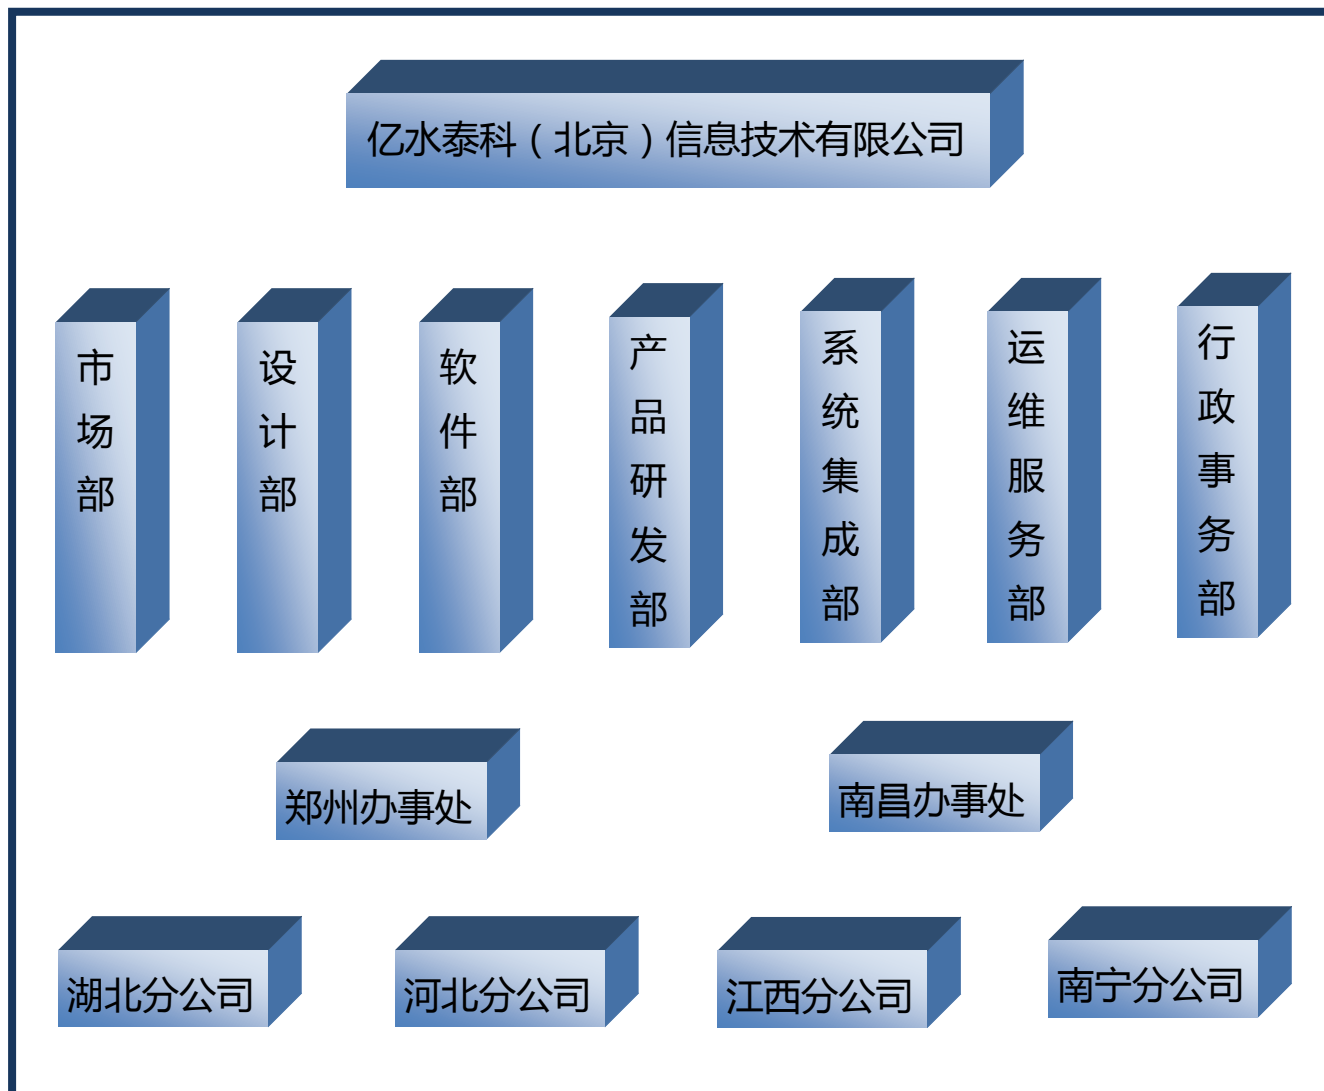 亿水泰科（北京）信息技术有限公司
市场部
设计部
软件部
产品研发部
系统集成部
运维服务部
行政事务部
郑州办事处
南昌办事处
湖北分公司
河北分公司
江西分公司
南宁分公司